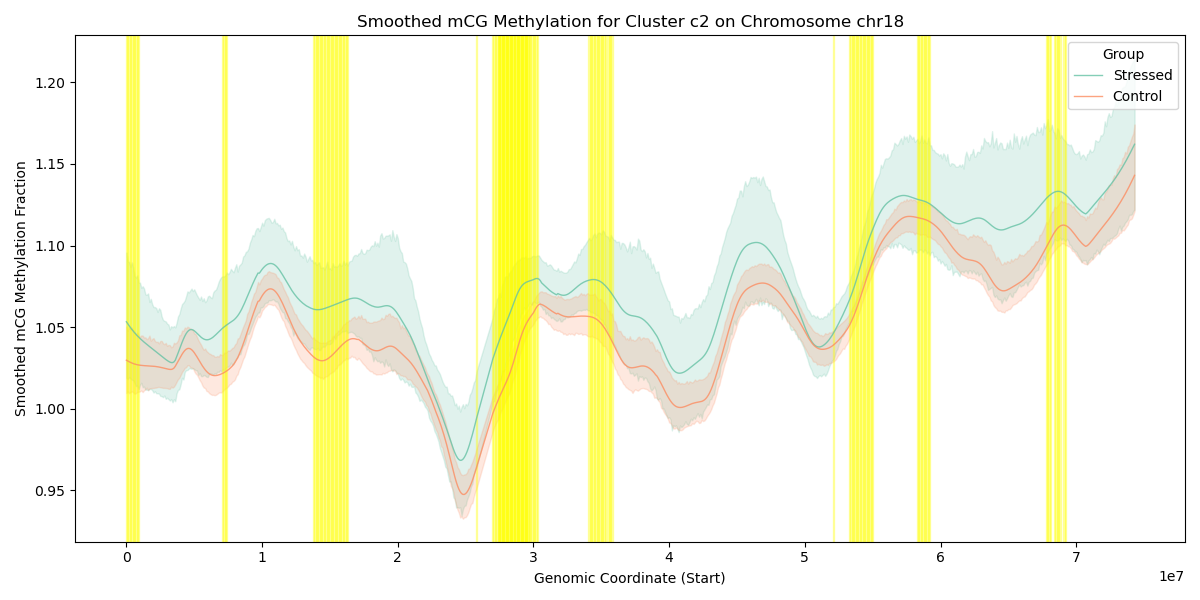 Smoothed mCG Methylation for Cluster c2 on Chromosome chr18
Group
Stressed
Control
Smoothed mCG Methylation Fraction
1.20
1.15
1.10
1.05
1.00
0.95
0 1 2 3 4 5 6 7
1e7
Genomic Coordinate (Start)